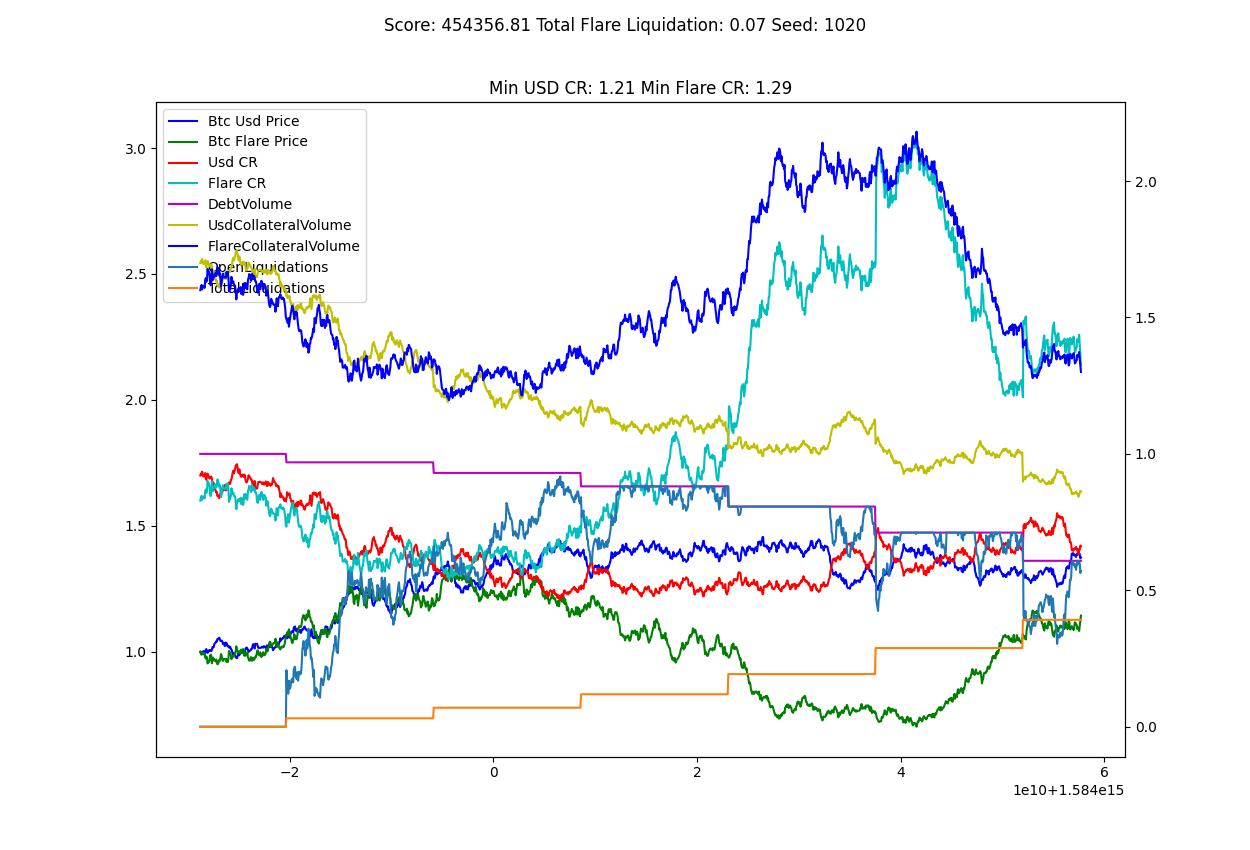 Score: 454356.81 Total Flare Liquidation: 0.07 Seed: 1020
Min USD CR: 1.21 Min Flare CR: 1.29
Btc Usd Price
Btc Flare Price
Usd CR
Flare CR
DebtVolume
UsdCollateralVolume
FlareCollateralVolume
OpenLiquidations
TotalLiquidations
3.0
2.5
2.0
1.5
1.0
2.0
1.5
1.0
0.5
0.0
−2
0
2
4
6
1e10+1.584e15